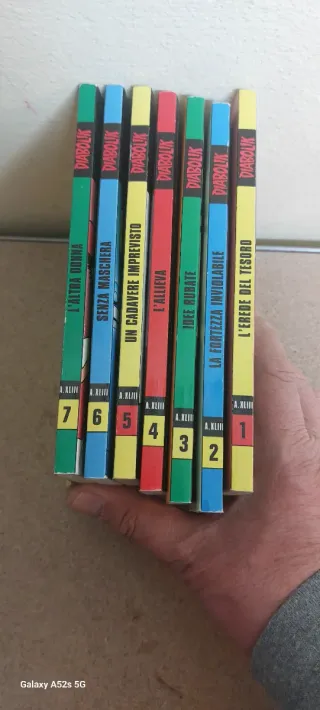 DIABOLIK
L'ALTRA DONNA
A. XLIII
7
DIABOLIK
SENZA MASCHERA
A. XLIII
6
DIABOLIK
UN CADAVERE IMPREVISTO
A. XLIII
5
DIABOLIK
L'ALLIEVA
A. XLIII
4
DIABOLIK
IDEE RUBATE
A. XLIII
3
DIABOLIK
LA FORTEZZA INVIOLABILE
A. XLIII
2
DIABOLIK
L'EREDE DEL TESORO
A. XLIII
1
Galaxy A52s 5G